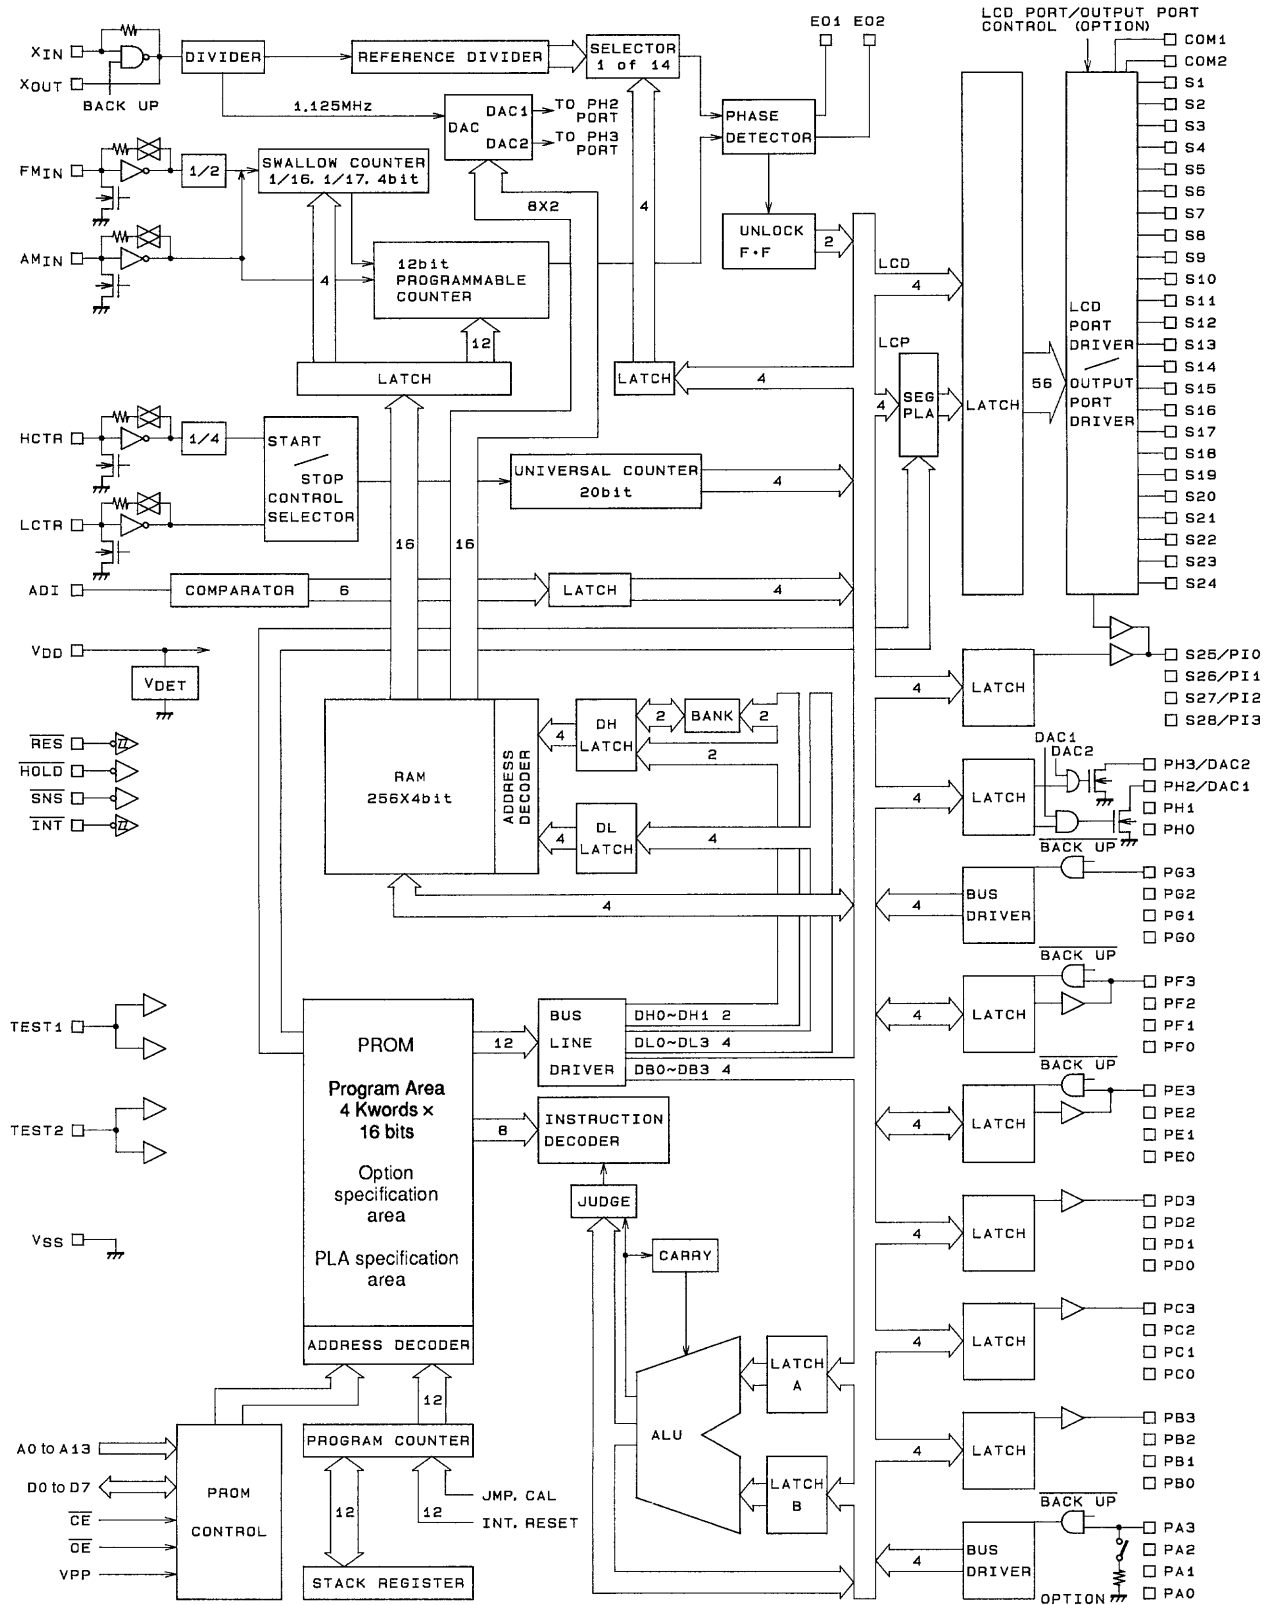 LCD PORT/OUTPUT PORT
CONTROL (OPTION)
EO1 EO2
XIN
XOUT
BACK UP
DIVIDER
REFERENCE DIVIDER
SELECTOR
1 of 14
1.125MHz
DAC
DAC1
DAC2
TO PH2
PORT
TO PH3
PORT
PHASE
DETECTOR
FMIN
1/2
SWALLOW COUNTER
1/16, 1/17, 4bit
8X2
4
UNLOCK
F·F
2
AMIN
12bit
PROGRAMMABLE
COUNTER
4
12
LATCH
LATCH
4
LCD
4
LCP
4
SEG
PLA
LATCH
56
LCD
PORT
DRIVER
OUTPUT
PORT
DRIVER
COM1
COM2
S1
S2
S3
S4
S5
S6
S7
S8
S9
S10
S11
S12
S13
S14
S15
S16
S17
S18
S19
S20
S21
S22
S23
S24
HCTR
1/4
START
STOP
CONTROL
SELECTOR
LCTR
UNIVERSAL COUNTER
20bit
4
16
16
ADI
COMPARATOR
6
LATCH
4
VDD
VDET
RES
HOLD
SNS
INT
RAM
256X4bit
ADDRESS
DECODER
4
DH
LATCH
2
BANK
2
2
4
DL
LATCH
4
4
4
LATCH
S25/PI0
S26/PI1
S27/PI2
S28/PI3
4
LATCH
DAC1
DAC2
PH3/DAC2
PH2/DAC1
PH1
PH0
BACK UP
4
BUS
DRIVER
PG3
PG2
PG1
PG0
BACK UP
4
LATCH
PF3
PF2
PF1
PF0
BACK UP
4
LATCH
PE3
PE2
PE1
PE0
4
LATCH
PD3
PD2
PD1
PD0
4
LATCH
PC3
PC2
PC1
PC0
4
LATCH
PB3
PB2
PB1
PB0
BACK UP
4
BUS
DRIVER
OPTION
PA3
PA2
PA1
PA0
TEST1
TEST2
VSS
PROM
Program Area
4 Kwords ×
16 bits
Option
specification
area
PLA specification
area
ADDRESS DECODER
12
BUS
LINE
DRIVER
DH0~DH1 2
DL0~DL3 4
DB0~DB3 4
8
INSTRUCTION
DECODER
JUDGE
CARRY
ALU
LATCH
A
LATCH
B
12
PROGRAM COUNTER
12
12
JMP, CAL
INT, RESET
STACK REGISTER
A0 to A13
D0 to D7
CE
OE
VPP
PROM
CONTROL